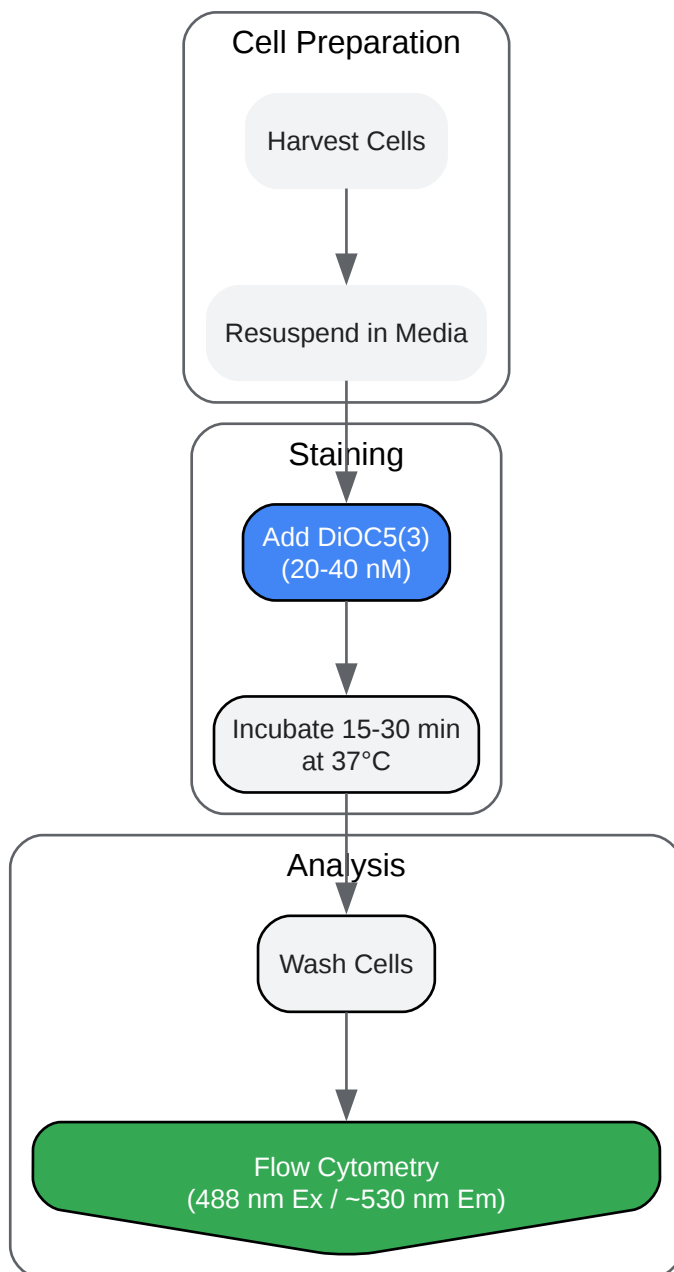 Cell Preparation
Harvest Cells
Resuspend in Media
Staining
Add DiOC5(3)
(20-40 nM)
Incubate 15-30 min
at 37°C
Analysis
Wash Cells
Flow Cytometry
(488 nm Ex / ~530 nm Em)